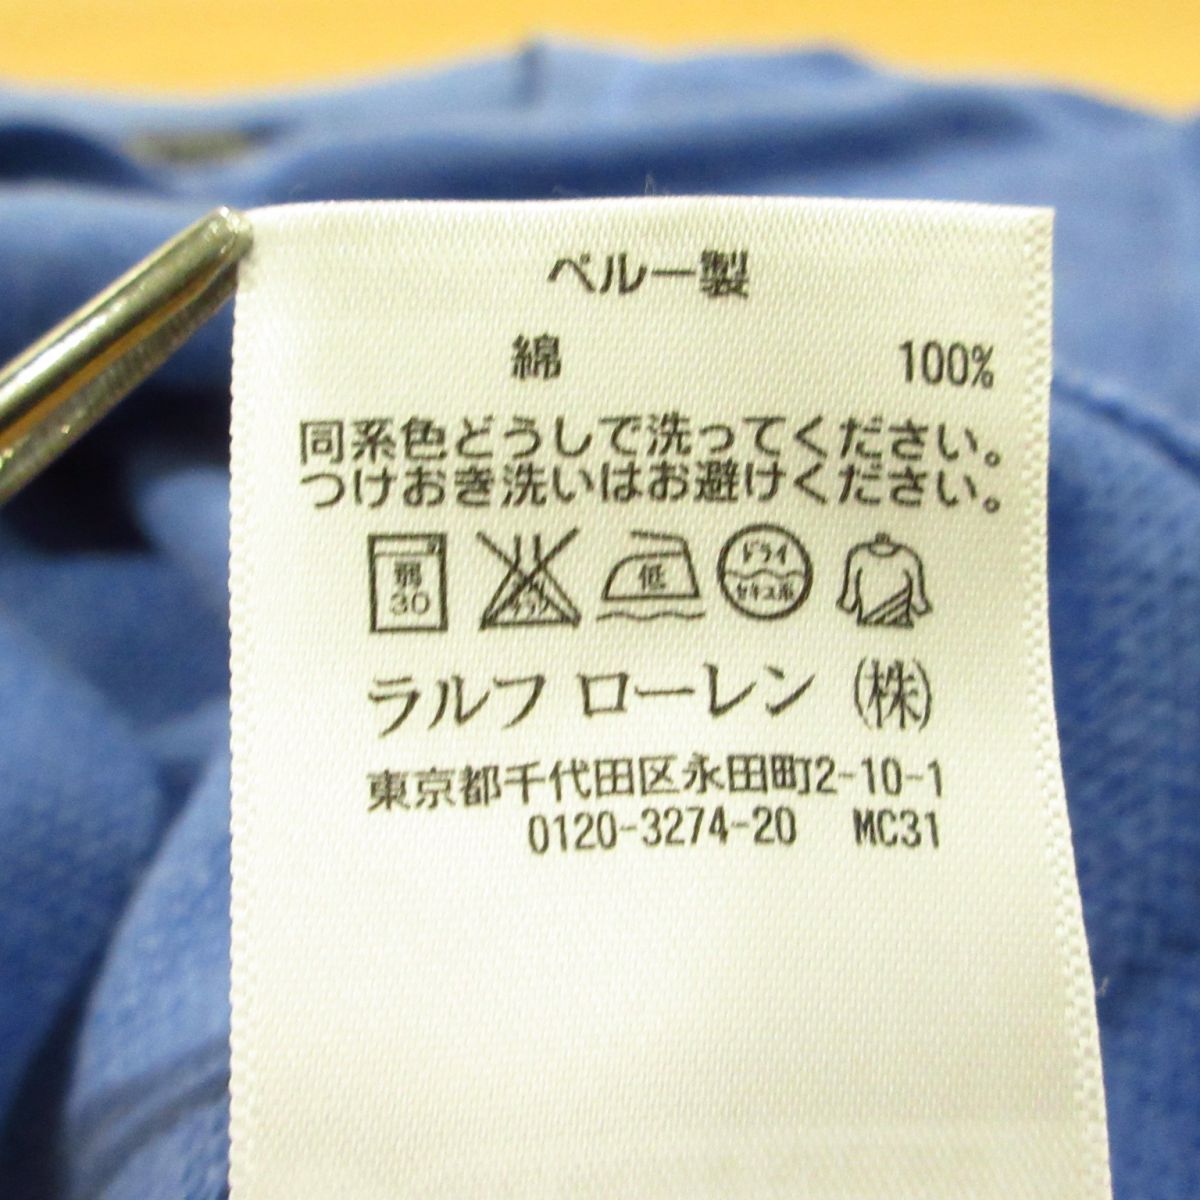 ペルー製
綿 100%
同系色どうしで洗ってください。
つけおき洗いはお避けください。
弱 30 低 ドライ セキユ系
ラルフ ローレン (株)
東京都千代田区永田町2-10-1
0120-3274-20 MC31